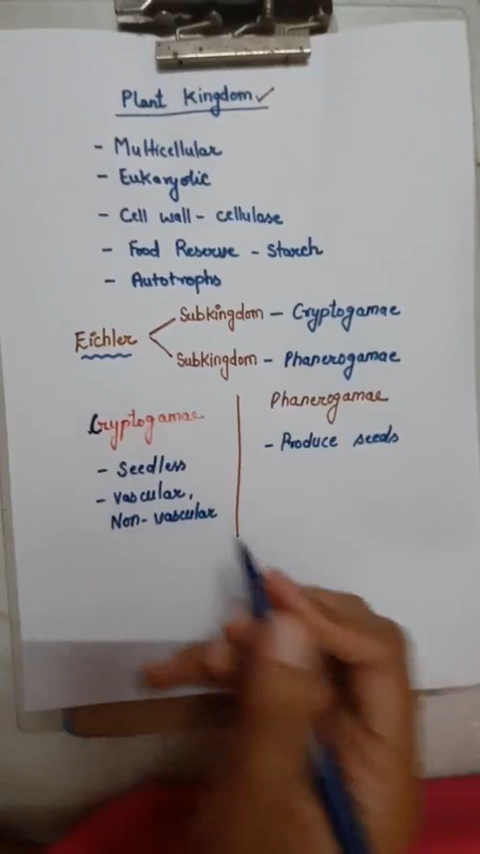 Plant Kingdom ✓
- Multicellular
- Eukaryotic
- Cell wall - cellulase
- Food Reserve - Starch
- Autotrophs
Eichler
Subkingdom - Cryptogamae
Subkingdom - Phanerogamae
Cryptogamae
- Seedless
- Vascular,
Non-vascular
Phanerogamae
- Produce seeds